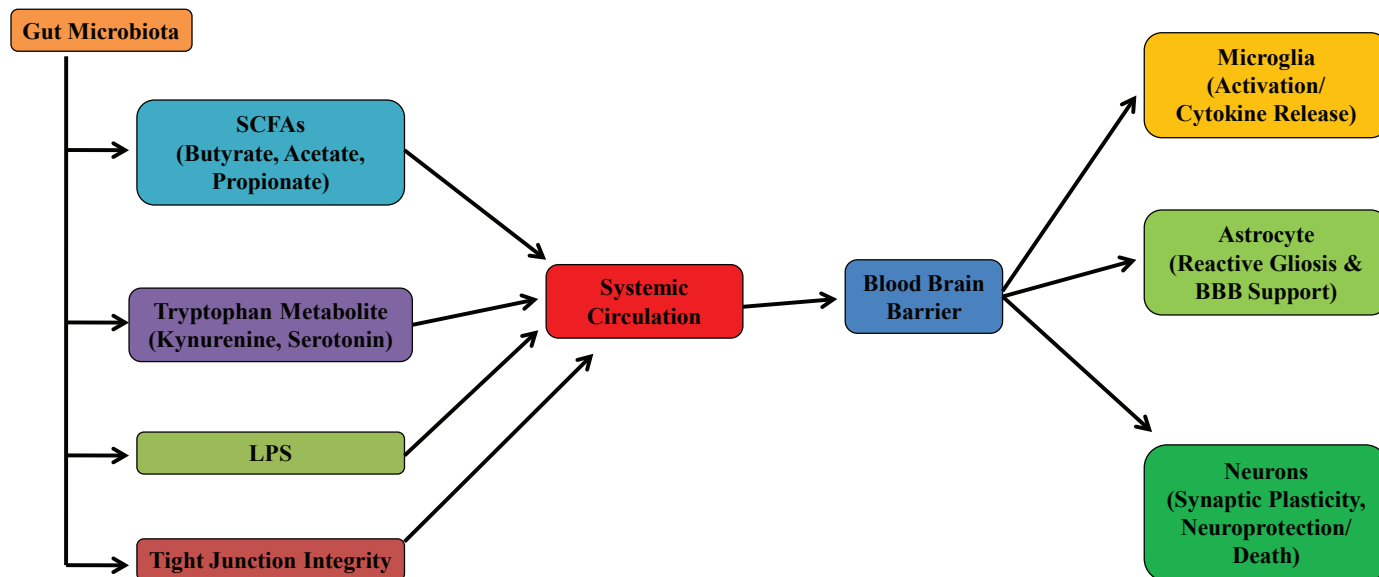 Gut Microbiota
SCFAs
(Butyrate, Acetate,
Propionate)
Tryptophan Metabolite
(Kynurenine, Serotonin)
LPS
Tight Junction Integrity
Systemic
Circulation
Blood Brain
Barrier
Microglia
(Activation/
Cytokine Release)
Astrocyte
(Reactive Gliosis &
BBB Support)
Neurons
(Synaptic Plasticity,
Neuroprotection/
Death)